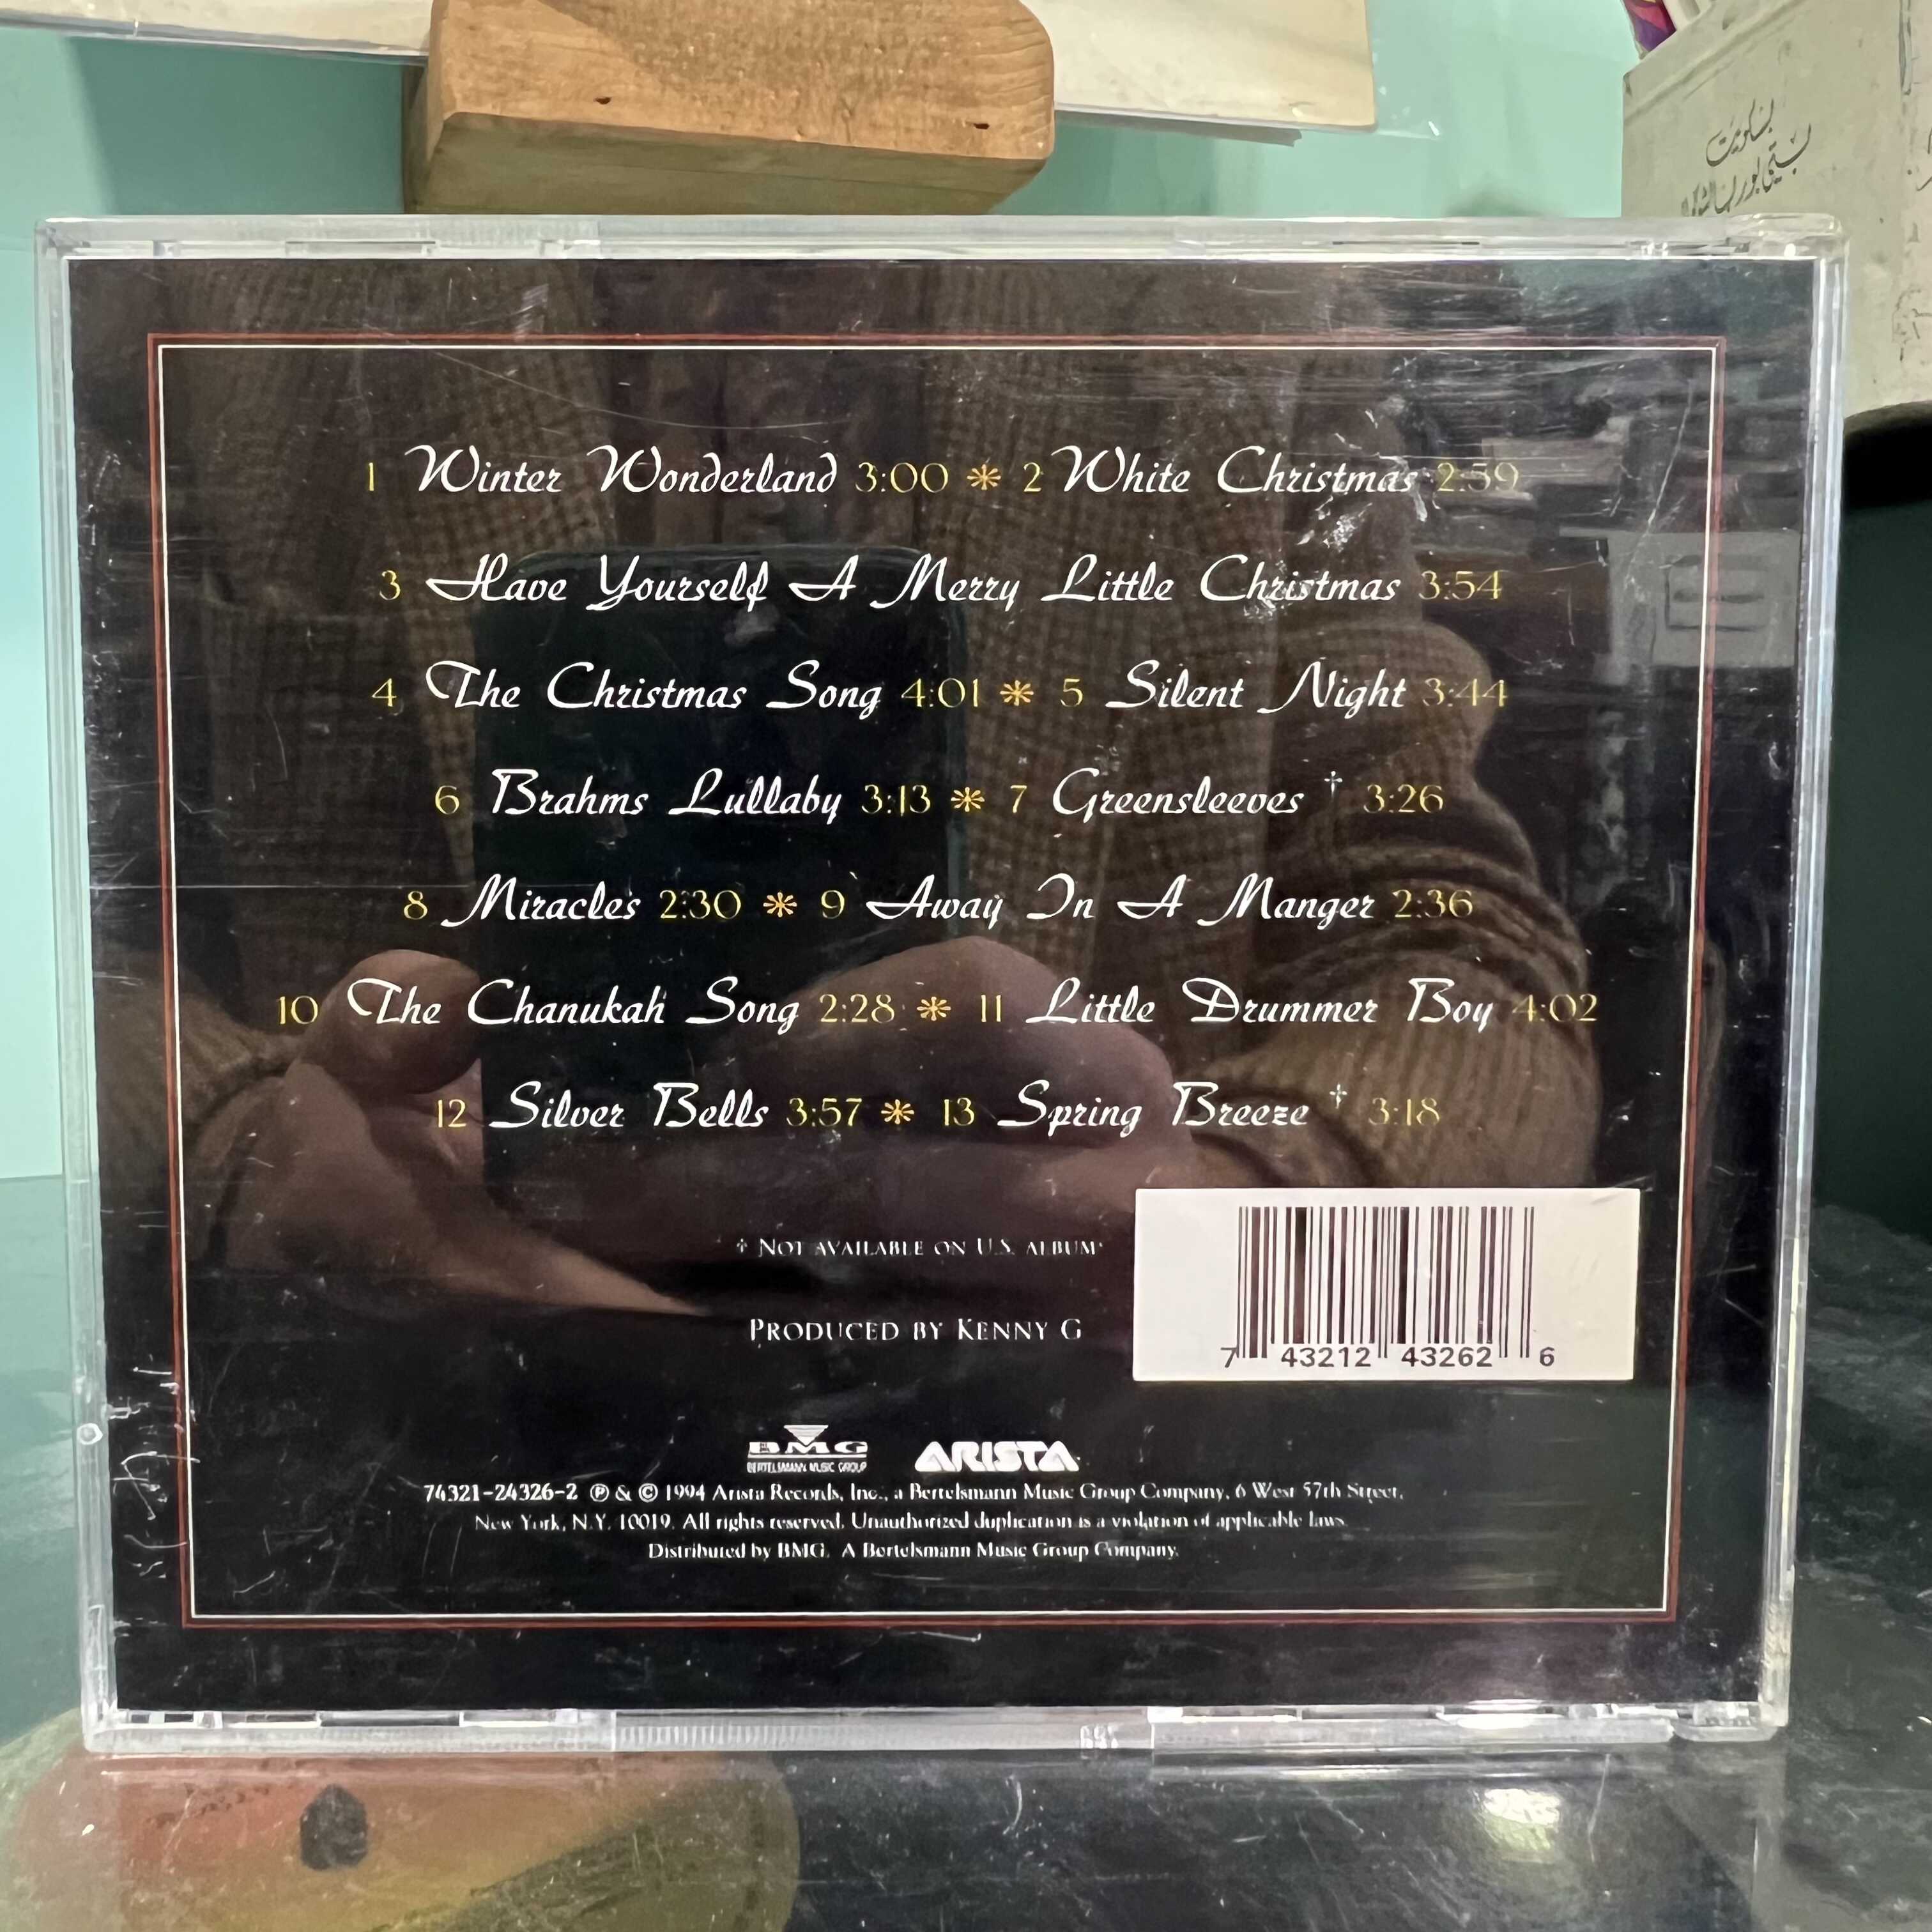 بسكويت
1 Winter Wonderland 3:00 * 2 White Christmas 2:59
3 Have Yourself A Merry Little Christmas 3:54
4 The Christmas Song 4:01 * 5 Silent Night 3:44
6 Brahms Lullaby 3:13 * 7 Greensleeves † 3:26
8 Miracles 2:30 * 9 Away In A Manger 2:36
10 The Chanukah Song 2:28 * 11 Little Drummer Boy 4:02
12 Silver Bells 3:57 * 13 Spring Breeze † 3:18
† NOT AVAILABLE ON U.S. ALBUM
PRODUCED BY KENNY G
7 43212 43262 6
BMG
BERTELSMANN MUSIC GROUP
ARISTA
74321-24326-2 ℗ & © 1994 Arista Records, Inc., a Bertelsmann Music Group Company, 6 West 57th Street,
New York, N.Y. 10019. All rights reserved. Unauthorized duplication is a violation of applicable laws.
Distributed by BMG. A Bertelsmann Music Group Company.